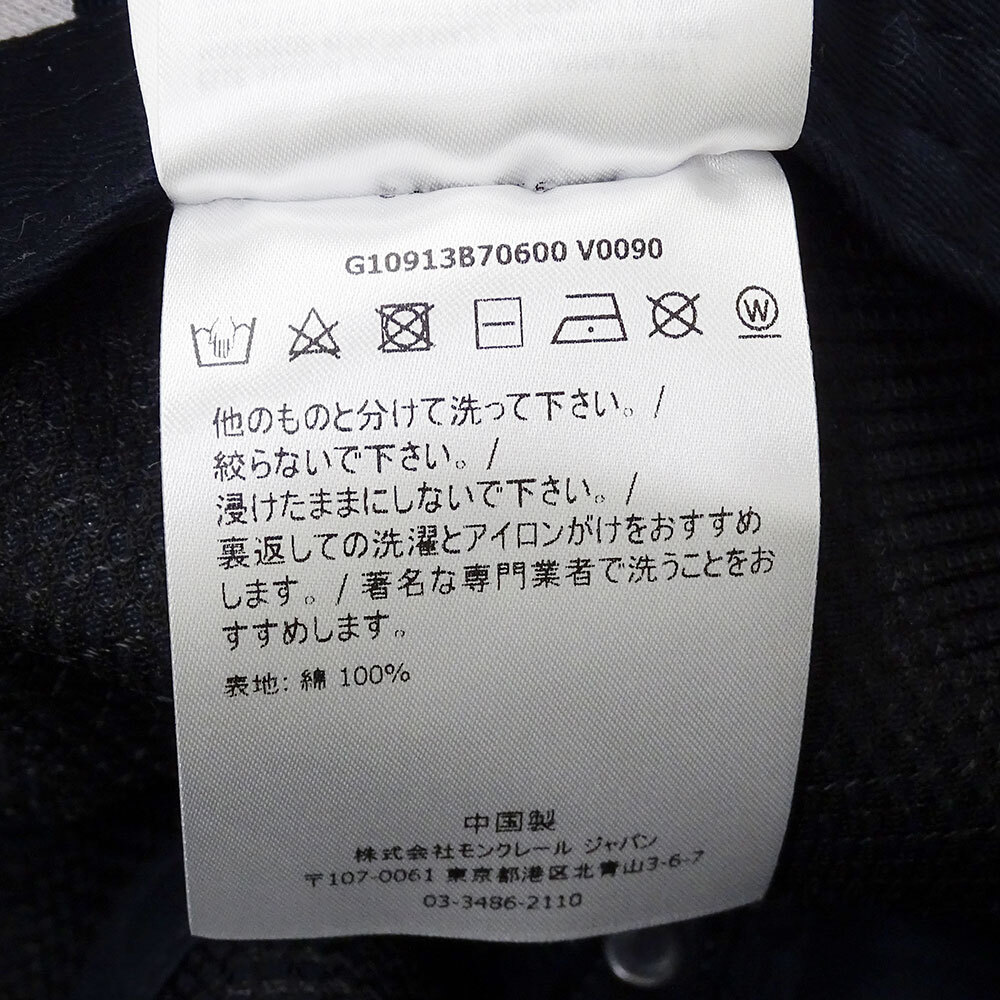 G10913B70600 V0090
W
他のものと分けて洗って下さい。/
絞らないで下さい。/
浸けたままにしないで下さい。/
裏返しての洗濯とアイロンがけをおすすめ
します。/ 著名な専門業者で洗うことをお
すすめします。
表地: 綿 100%
中国製
株式会社モンクレール ジャパン
〒107-0061 東京都港区北青山3-6-7
03-3486-2110